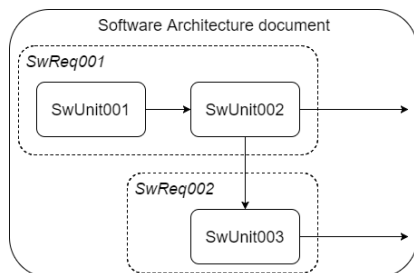 Software Architecture document
SwReq001
SwUnit001
SwUnit002
SwReq002
SwUnit003